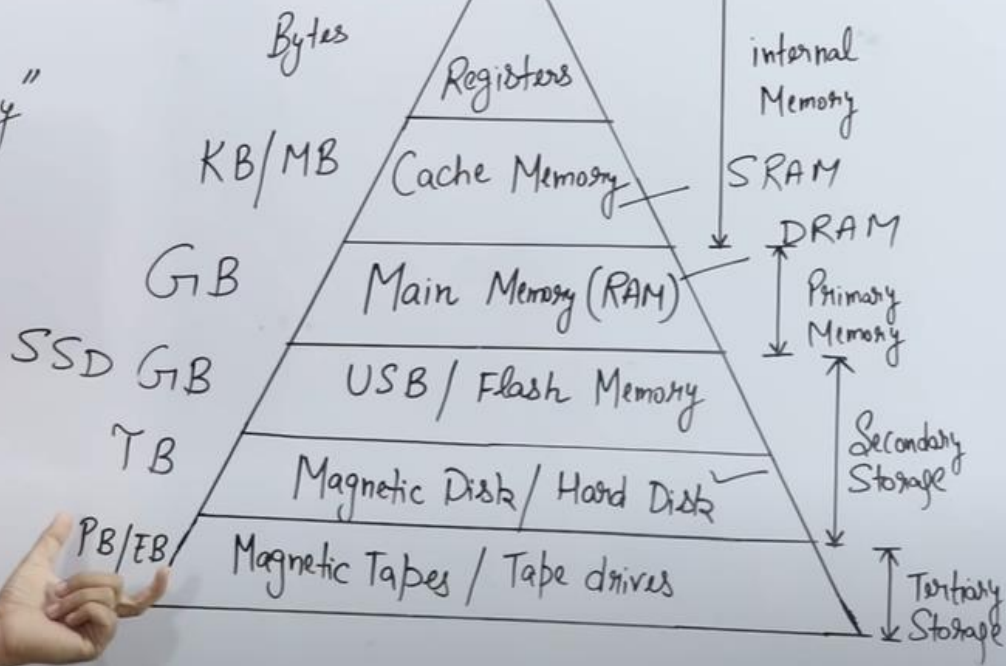 Bytes
Registers
internal
Memory
"
y
KB/MB
Cache Memory
SRAM
DRAM
GB
Main Memory (RAM)
Primary
Memory
SSD GB
USB / Flash Memory
TB
Magnetic Disk / Hard Disk
Secondary
Storage
PB/EB
Magnetic Tapes / Tape drives
Tertiary
Storage